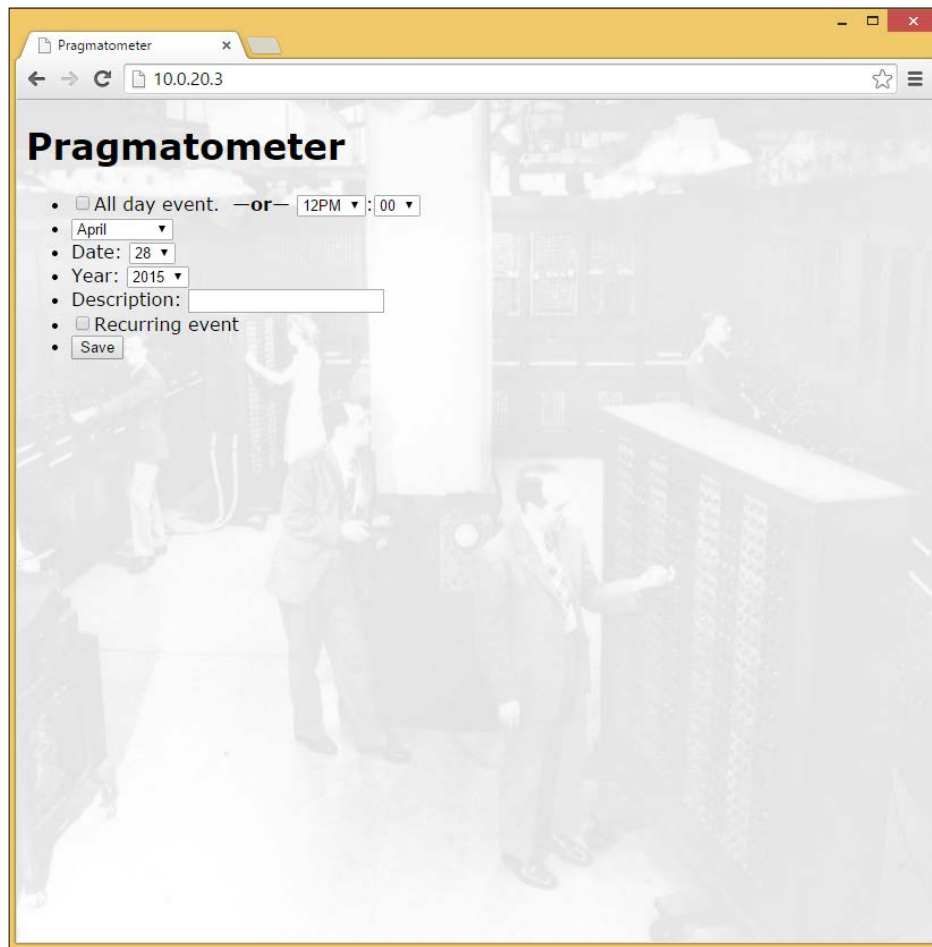 Pragmatometer
10.0.20.3
Pragmatometer
All day event. —or— 12PM : 00
April
Date: 28
Year: 2015
Description:
Recurring event
Save